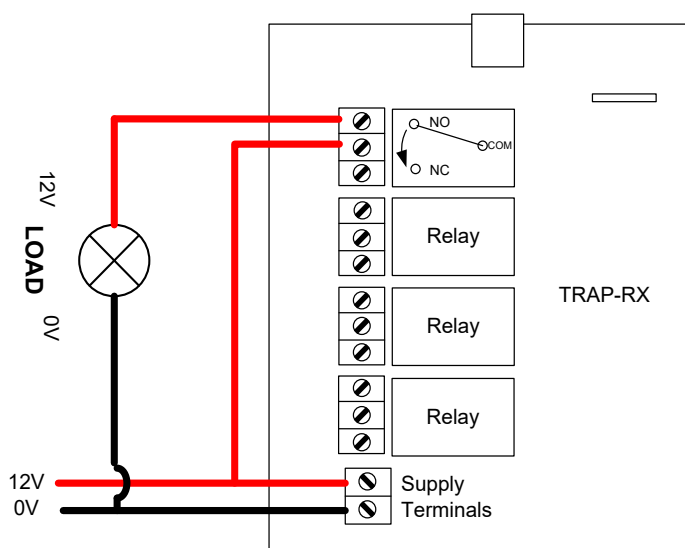 NO
COM
NC
12V
LOAD
0V
Relay
Relay
TRAP-RX
Relay
12V
Supply
0V
Terminals